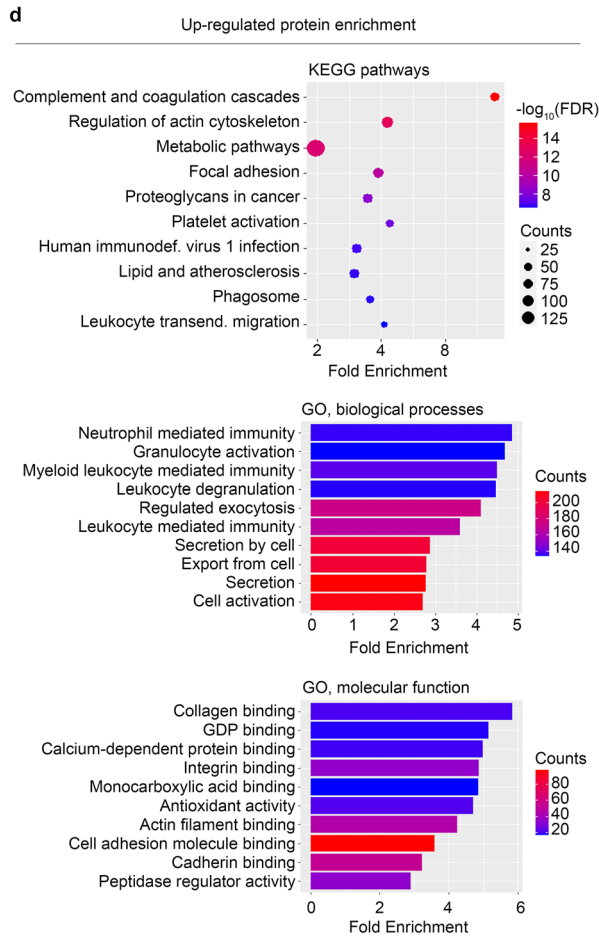 d
Up-regulated protein enrichment
KEGG pathways
Complement and coagulation cascades
Regulation of actin cytoskeleton
Metabolic pathways
Focal adhesion
Proteoglycans in cancer
Platelet activation
Human immunodef. virus 1 infection
Lipid and atherosclerosis
Phagosome
Leukocyte transend. migration
2 4 8
Fold Enrichment
-log10(FDR)
14
12
10
8
Counts
25
50
75
100
125
GO, biological processes
Neutrophil mediated immunity
Granulocyte activation
Myeloid leukocyte mediated immunity
Leukocyte degranulation
Regulated exocytosis
Leukocyte mediated immunity
Secretion by cell
Export from cell
Secretion
Cell activation
0 1 2 3 4 5
Fold Enrichment
Counts
200
180
160
140
GO, molecular function
Collagen binding
GDP binding
Calcium-dependent protein binding
Integrin binding
Monocarboxylic acid binding
Antioxidant activity
Actin filament binding
Cell adhesion molecule binding
Cadherin binding
Peptidase regulator activity
0 2 4 6
Fold Enrichment
Counts
80
60
40
20